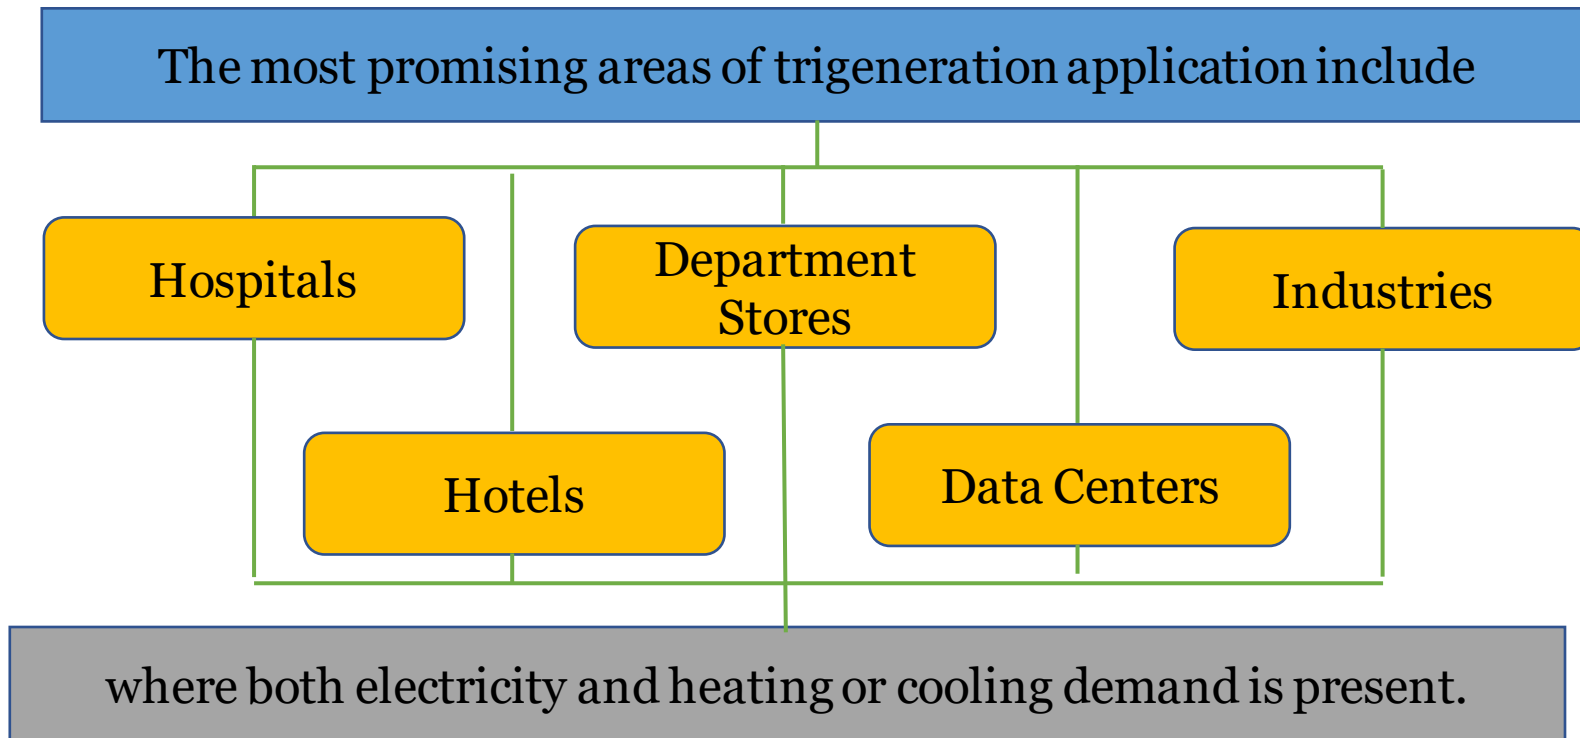 The most promising areas of trigeneration application include
Hospitals
Department
Stores
Industries
Hotels
Data Centers
where both electricity and heating or cooling demand is present.